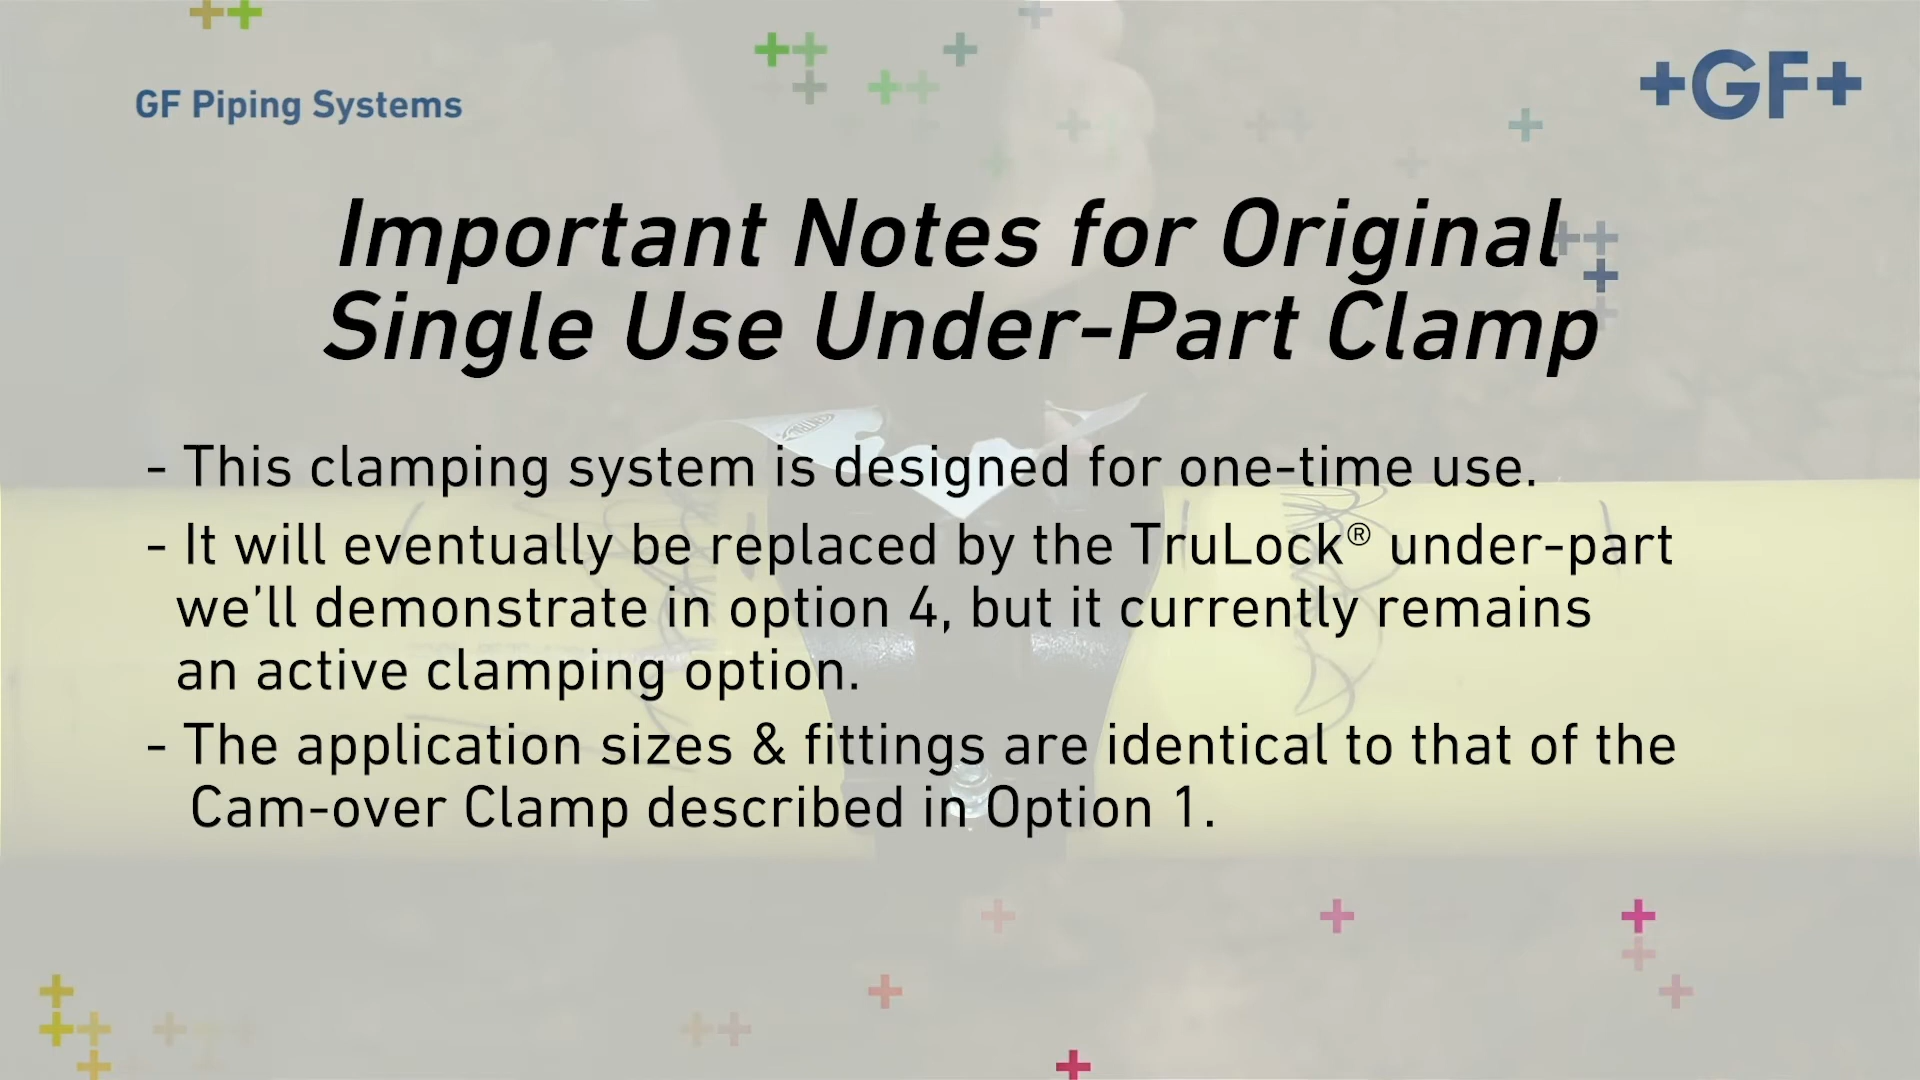 GF Piping Systems
+GF+
Important Notes for Original
Single Use Under-Part Clamp
- This clamping system is designed for one-time use.
- It will eventually be replaced by the TruLock® under-part
we'll demonstrate in option 4, but it currently remains
an active clamping option.
- The application sizes & fittings are identical to that of the
Cam-over Clamp described in Option 1.